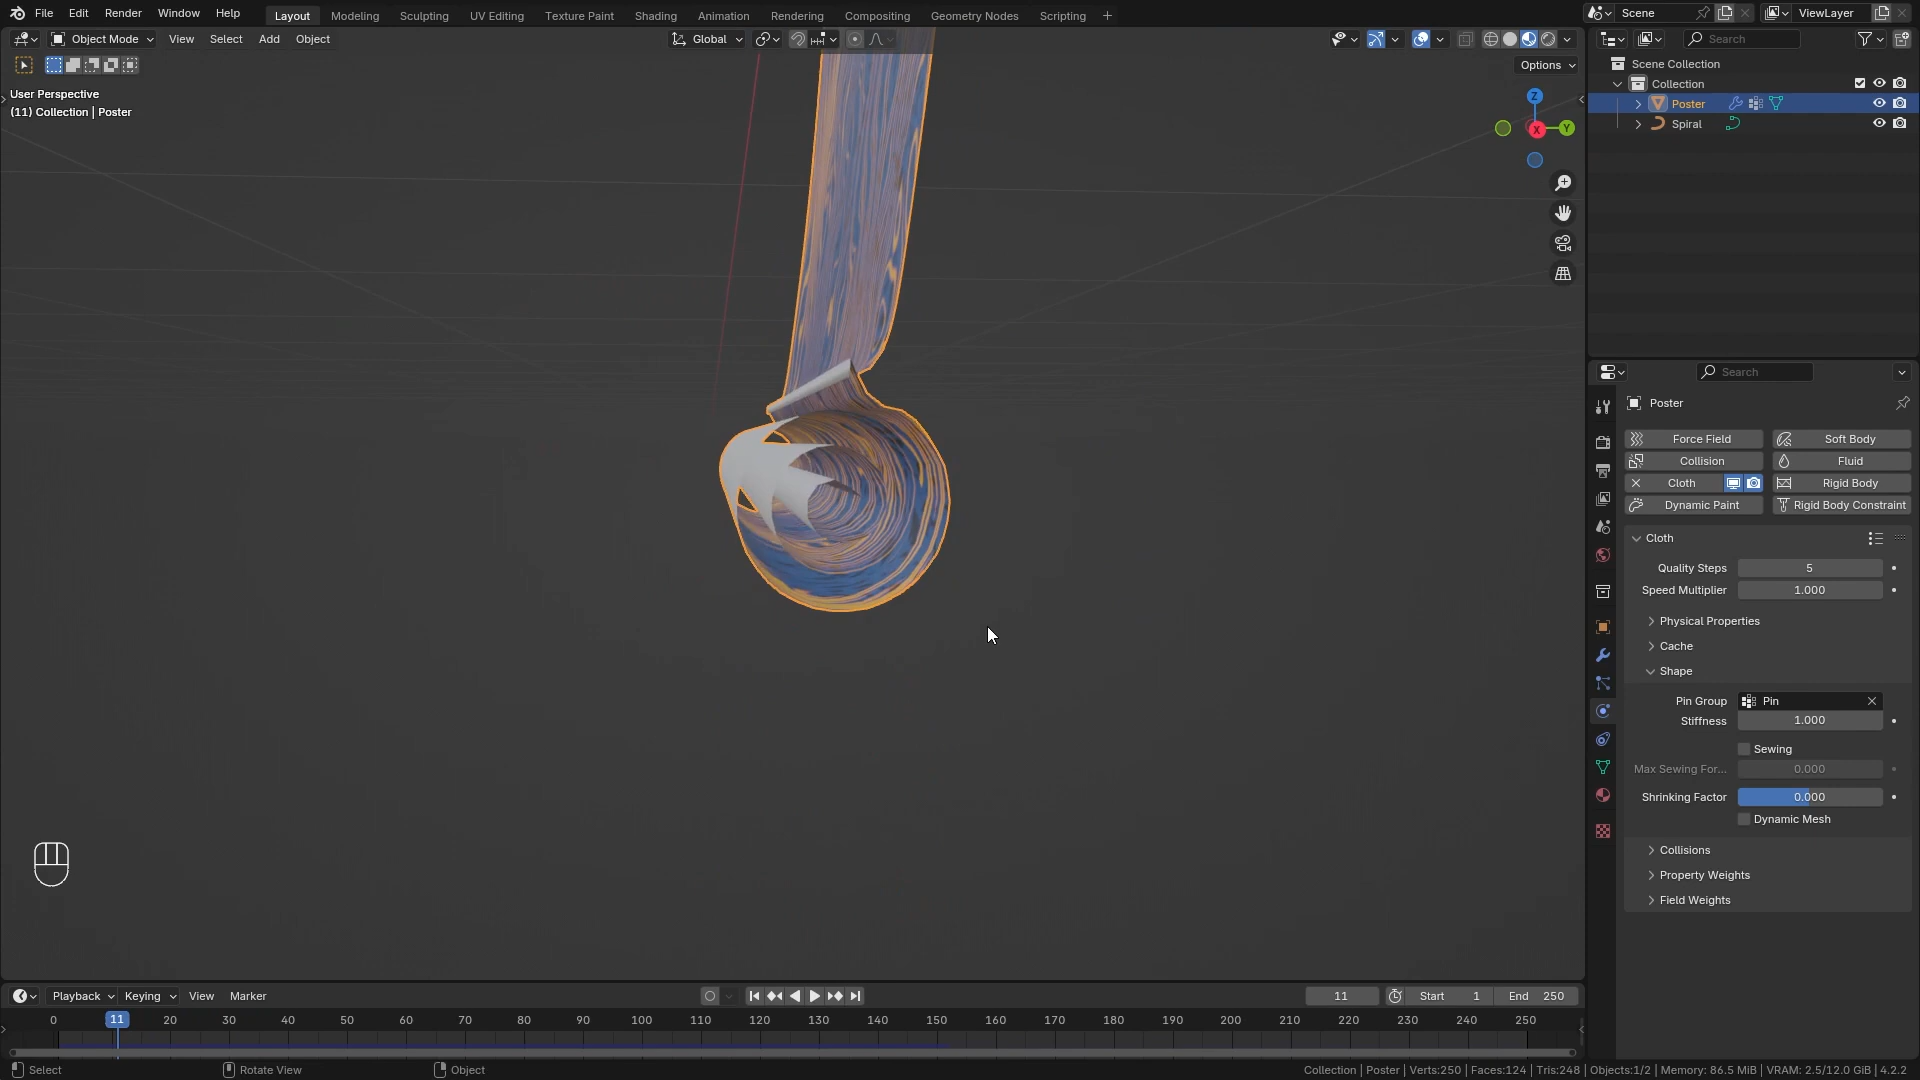 File Edit Render Window Help Layout Modeling Sculpting UV Editing Texture Paint Shading Animation Rendering Compositing Geometry Nodes Scripting + Scene ViewLayer
Object Mode View Select Add Object Global Search
Options
User Perspective
(11) Collection | Poster
Z
X
Y
Scene Collection
Collection
Poster
Spiral
Search
Poster
Force Field Soft Body
Collision Fluid
Cloth Rigid Body
Dynamic Paint Rigid Body Constraint
Cloth
Quality Steps 5
Speed Multiplier 1.000
Physical Properties
Cache
Shape
Pin Group Pin
Stiffness 1.000
Sewing
Max Sewing For... 0.000
Shrinking Factor 0.000
Dynamic Mesh
Collisions
Property Weights
Field Weights
Playback Keying View Marker 11 Start 1 End 250
0 11 20 30 40 50 60 70 80 90 100 110 120 130 140 150 160 170 180 190 200 210 220 230 240 250
Select Rotate View Object Collection | Poster | Verts:250 | Faces:124 | Tris:248 | Objects:1/2 | Memory: 86.5 MiB | VRAM: 2.5/12.0 GiB | 4.2.2